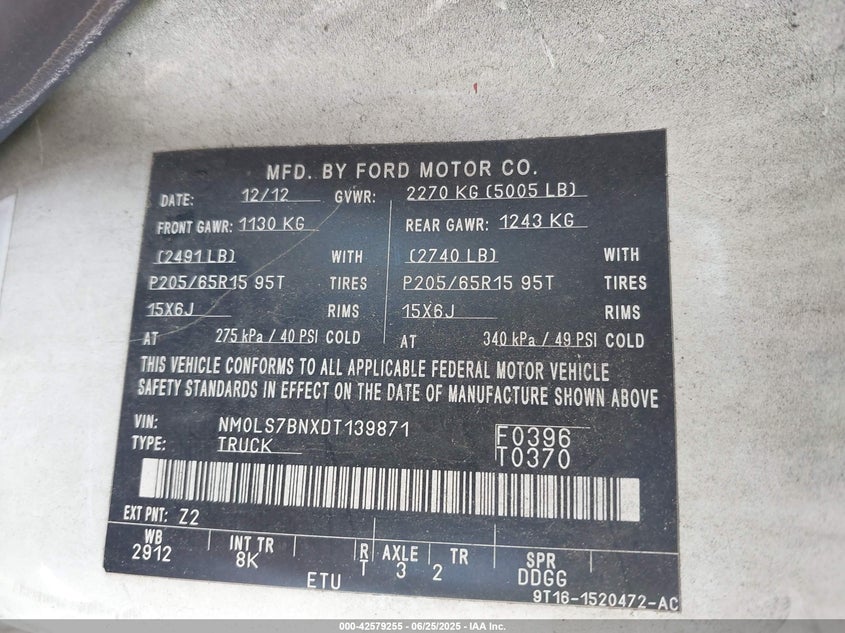 MFD. BY FORD MOTOR CO.
DATE: 12/12 GVWR: 2270 KG (5005 LB)
FRONT GAWR: 1130 KG REAR GAWR: 1243 KG
(2491 LB) WITH (2740 LB) WITH
P205/65R15 95T TIRES P205/65R15 95T TIRES
15X6J RIMS 15X6J RIMS
AT 275 kPa / 40 PSI COLD AT 340 kPa / 49 PSI COLD
THIS VEHICLE CONFORMS TO ALL APPLICABLE FEDERAL MOTOR VEHICLE
SAFETY STANDARDS IN EFFECT ON THE DATE OF MANUFACTURE SHOWN ABOVE
VIN: NM0LS7BNXDT139871 F0396
TYPE: TRUCK T0370
EXT PNT: Z2
WB INT TR R AXLE TR SPR
2912 8K T 3 2 DDGG
ETU 9T16-1520472-AC
000-42579255 - 06/25/2025 - IAA Inc.